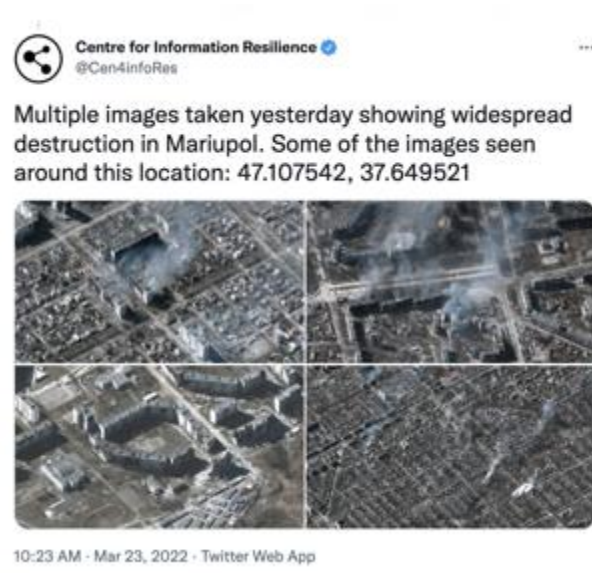 Centre for Information Resilience
@Cen4infoRes
Multiple images taken yesterday showing widespread
destruction in Mariupol. Some of the images seen
around this location: 47.107542, 37.649521
10:23 AM · Mar 23, 2022 · Twitter Web App